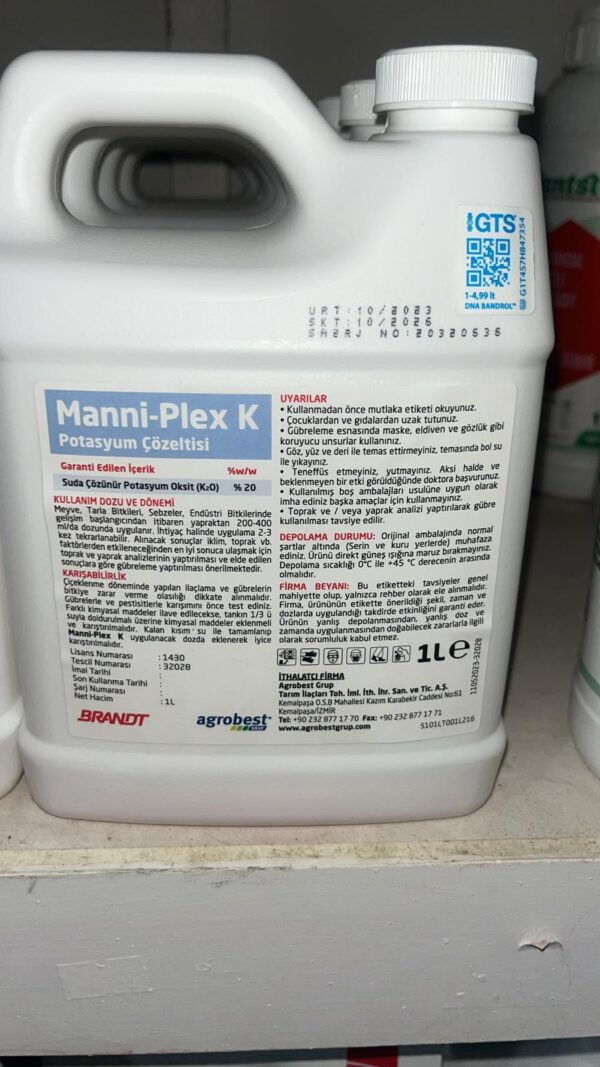 GTS
1-4,99 lt
DNA BANDROL™
G1T4S7H847354
URT:10/2023
SKT:10/2026
SAERJ NO:20320636
Manni-Plex K
Potasyum Çözeltisi
Garanti Edilen İçerik %w/w
Suda Çözünür Potasyum Oksit (K₂O) % 20
KULLANIM DOZU VE DÖNEMİ
Meyve, Tarla Bitkileri, Sebzeler, Endüstri Bitkilerinde
gelişim başlangıcından itibaren yapraktan 200-400
ml/da dozunda uygulanır. İhtiyaç halinde uygulama 2-3
kez tekrarlanabilir. Alınan sonuçlar iklim, toprak vb.
faktörlerden etkileneceğinden en iyi sonuca ulaşmak için
toprak ve yaprak analizlerinin yaptırılması ve elde edilen
sonuçlara göre gübreleme yaptırılması önerilmektedir.
KARIŞABİLİRLİK
Çiçeklenme döneminde yapılan ilaçlama ve gübrelerin
bitkiye zarar verme olasılığı dikkate alınmalıdır.
Gübrelerle ve pestisitlerle karışımını önce test ediniz.
Farklı kimyasal maddeler ilave edilecekse, tankın 1/3 ü
suyla doldurulmalı üzerine kimyasal maddeler eklenmeli
ve karıştırılmalıdır. Kalan kısım su ile tamamlanıp
Manni-Plex K uygulanacak dozda eklenerek iyice
karıştırılmalıdır.
Lisans Numarası : 1430
Tescil Numarası : 32028
İmal Tarihi :
Son Kullanma Tarihi :
Şarj Numarası :
Net Hacim : 1L
BRANDT
agrobest
GRUP
UYARILAR
• Kullanmadan önce mutlaka etiketi okuyunuz.
• Çocuklardan ve gıdalardan uzak tutunuz.
• Gübreleme esnasında maske, eldiven ve gözlük gibi
koruyucu unsurlar kullanınız.
• Göz, yüz ve deri ile temas ettirmeyiniz, temasında bol su
ile yıkayınız.
• Teneffüs etmeyiniz, yutmayınız. Aksi halde ve
beklenmeyen bir etki görüldüğünde doktora başvurunuz.
• Kullanılmış boş ambalajları usulüne uygun olarak
imha ediniz başka amaçlar için kullanmayınız.
• Toprak ve / veya yaprak analizi yaptırılarak gübre
kullanılması tavsiye edilir.
DEPOLAMA DURUMU: Orijinal ambalajında normal
şartlar altında (Serin ve kuru yerlerde) muhafaza
ediniz. Ürünü direkt güneş ışığına maruz bırakmayınız.
Depolama sıcaklığı 0°C ile +45 °C derecenin arasında
olmalıdır.
FİRMA BEYANI: Bu etiketteki tavsiyeler genel
mahiyette olup, yalnızca rehber olarak ele alınmalıdır.
Firma, ürününün etikette önerildiği şekil, zaman ve
dozlarda uygulandığı takdirde etkinliğini garanti eder.
Ürünün yanlış depolanmasından, yanlış doz ve
zamanda uygulanmasından doğabilecek zararlarla ilgili
olarak sorumluluk kabul etmez.
1L e
11052023-32028
İTHALATÇI FİRMA
Agrobest Grup
Tarım İlaçları Toh. İml. İth. İhr. San. ve Tic. A.Ş.
Kemalpaşa O.S.B Mahallesi Kazım Karabekir Caddesi No:61
Kemalpaşa/İZMİR
Tel: +90 232 877 17 70 Fax: +90 232 877 17 71
www.agrobestgrup.com
5101LT001L216